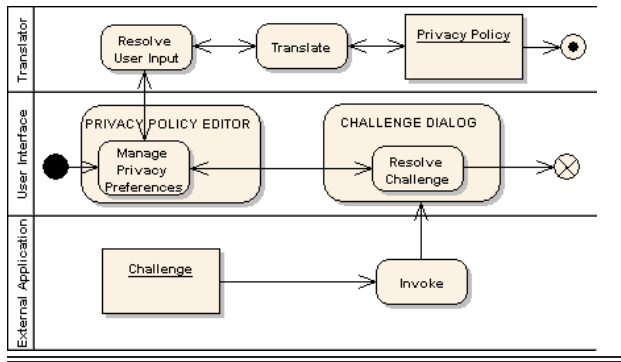 Translator
Resolve
User Input
Translate
Privacy Policy
User Interface
PRIVACY POLICY EDITOR
Manage
Privacy
Preferences
CHALLENGE DIALOG
Resolve
Challenge
External Application
Challenge
Invoke